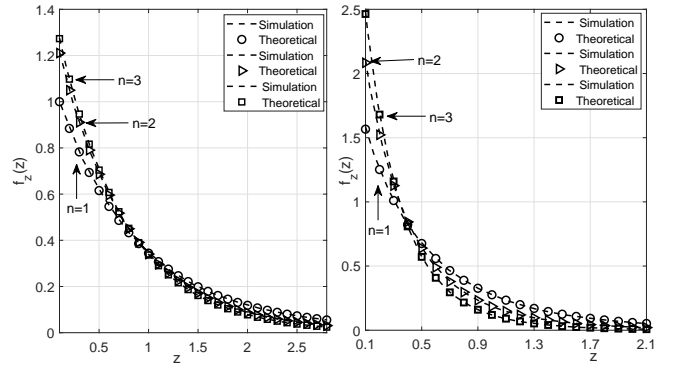 1.4
1.2
1.0
0.8
0.6
0.4
0.2
0
f_z(z)
0.5
1
1.5
2
2.5
z
Simulation
Theoretical
Simulation
Theoretical
Simulation
Theoretical
n=3
n=2
n=1
2.5
2
1.5
1
0.5
0
f_z(z)
0.1
0.5
0.9
1.3
1.7
2.1
z
Simulation
Theoretical
Simulation
Theoretical
Simulation
Theoretical
n=2
n=3
n=1